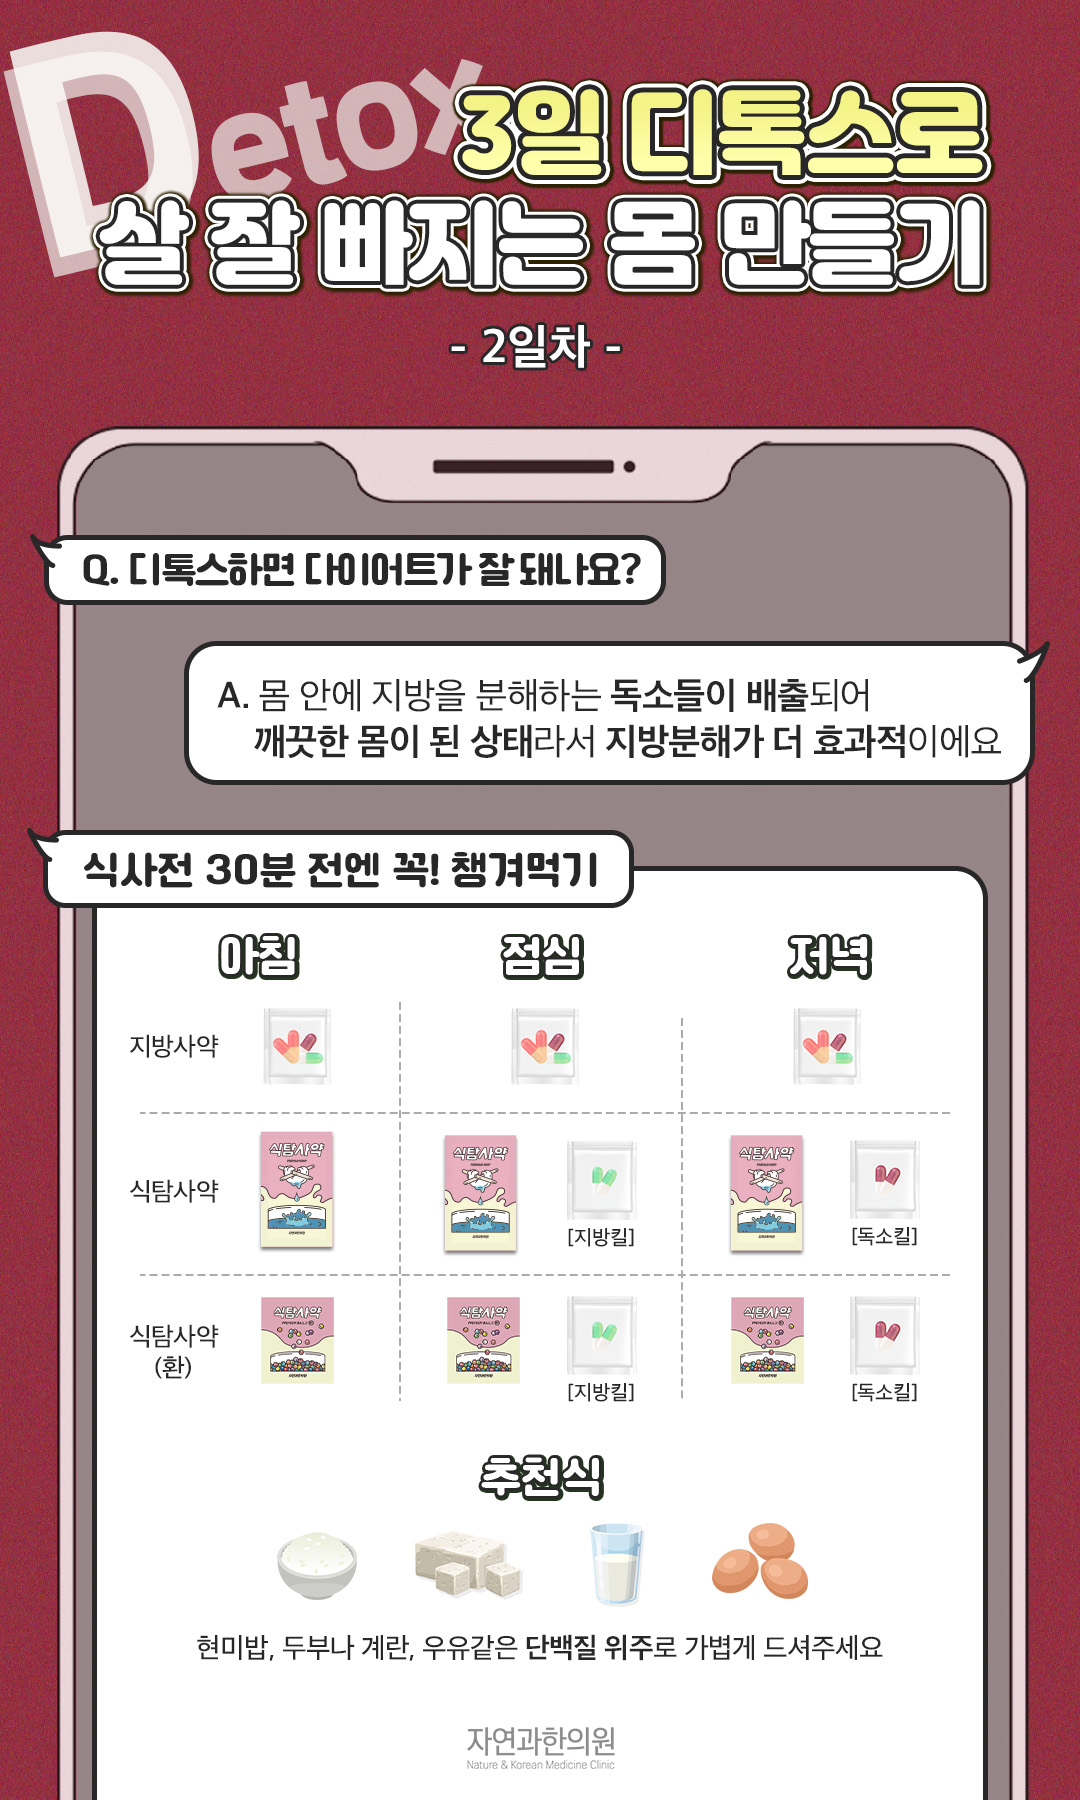 Detox
3일 디톡스로
살 잘 빠지는 몸 만들기
- 2일차 -
Q. 디톡스하면 다이어트가 잘 돼나요?
A. 몸 안에 지방을 분해하는 독소들이 배출되어
깨끗한 몸이 된 상태라서 지방분해가 더 효과적이에요
식사전 30분 전엔 꼭! 챙겨먹기
아침 점심 저녁
지방사약
식탐사약
식탐사약 식탐사약 식탐사약
[지방킬] [독소킬]
식탐사약
(환)
식탐사약 식탐사약 식탐사약
[지방킬] [독소킬]
추천식
현미밥, 두부나 계란, 우유같은 단백질 위주로 가볍게 드셔주세요
자연과한의원
Nature & Korean Medicine Clinic